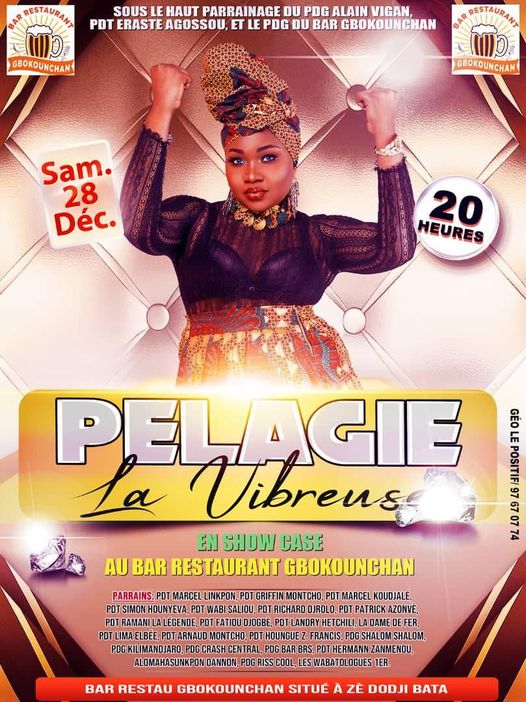 BAR RESTAURANT
GBOKOUNCHAN
SOUS LE HAUT PARRAINAGE DU PDG ALAIN VIGAN,
PDT ERASTE AGOSSOU, ET LE PDG DU BAR GBOKOUNCHAN
BAR RESTAURANT
GBOKOUNCHAN
Sam.
28
Déc.
20
HEURES
PELAGIE
La Vibreuse
GÉO LE POSITIF/ 97 67 07 74
EN SHOW CASE
AU BAR RESTAURANT GBOKOUNCHAN
PARRAINS: PDT MARCEL LINKPON, PDT GRIFFIN MONTCHO, PDT MARCEL KOUDJALÉ,
PDT SIMON HOUNYEVA, PDT WABI SALIOU, PDT RICHARD DJROLO, PDT PATRICK AZONVÈ,
PDT RAMANI LA LÉGENDE, PDT FATIOU DJOGBÈ, PDT LANDRY HETCHILI, LA DAME DE FER,
PDT LIMA ELBÉE, PDT ARNAUD MONTCHO, PDT HOUNGUE Z. FRANCIS, PDG SHALOM SHALOM,
PDG KILIMANDJARO, PDG CRASH CENTRAL, PDG BAR BRS, PDT HERMANN ZANMENOU,
ALOMAHASUNKPON DANNON, PDG RISS COOL, LES WABATOLOGUES 1ER.
BAR RESTAU GBOKOUNCHAN SITUÉ À ZÈ DODJI BATA